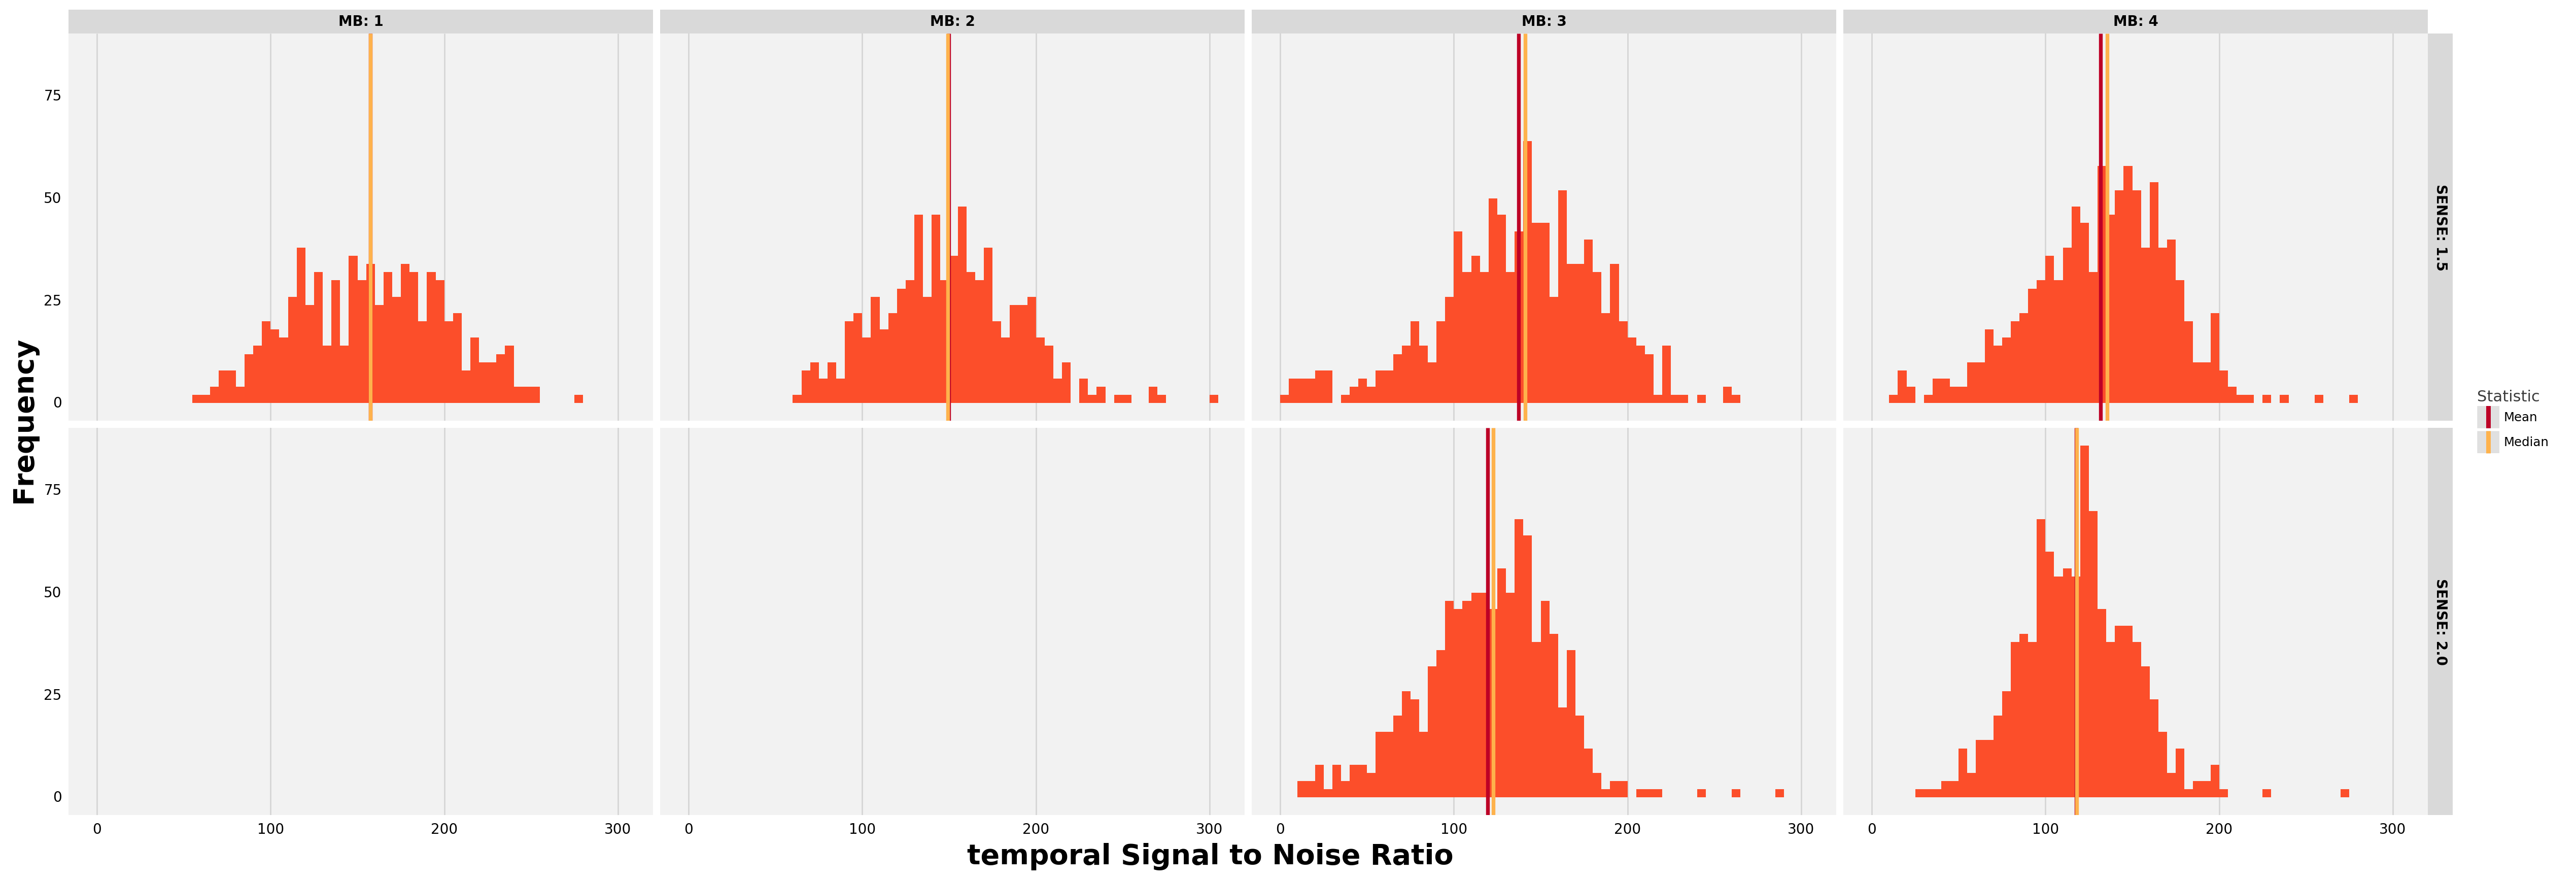 MB: 1
MB: 2
MB: 3
MB: 4
75
50
25
0
SENSE: 1.5
75
50
25
0
SENSE: 2.0
Frequency
0 100 200 300
0 100 200 300
0 100 200 300
0 100 200 300
temporal Signal to Noise Ratio
Statistic
Mean
Median